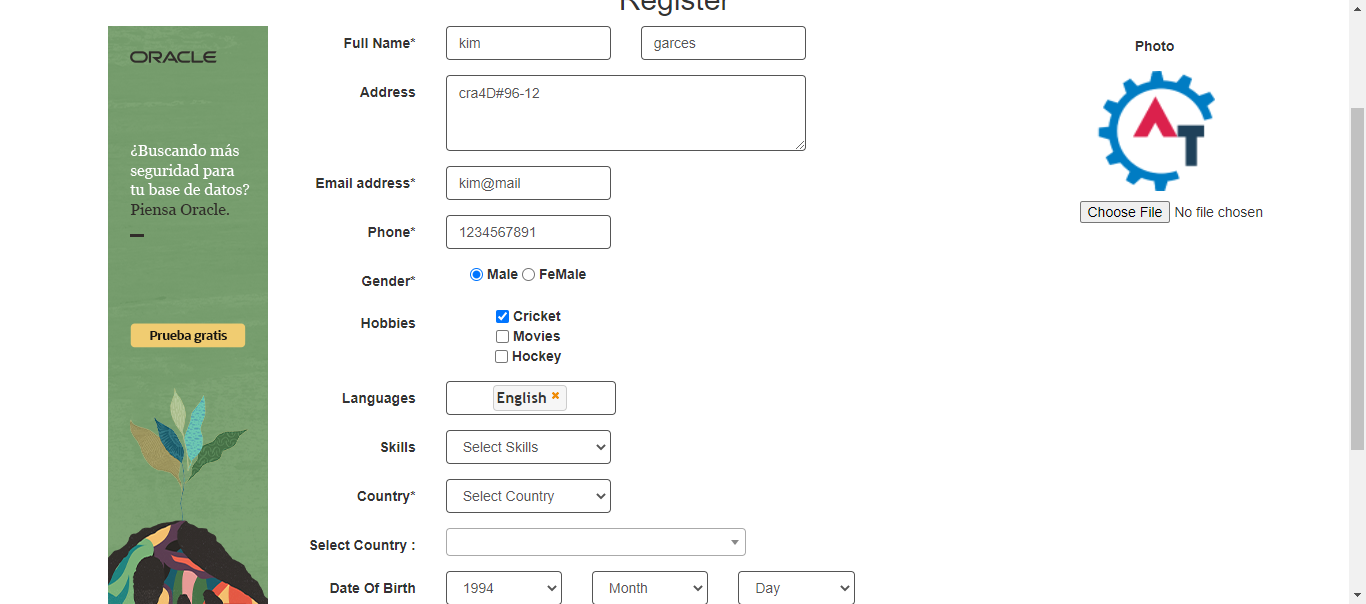 Register
ORACLE
¿Buscando más
seguridad para
tu base de datos?
Piensa Oracle.
Prueba gratis
Full Name* kim garces
Address cra4D#96-12
Email address* kim@mail
Phone* 1234567891
Gender* Male FeMale
Hobbies Cricket
Movies
Hockey
Languages English
Skills Select Skills
Country* Select Country
Select Country :
Date Of Birth 1994 Month Day
Photo
AT
Choose File No file chosen